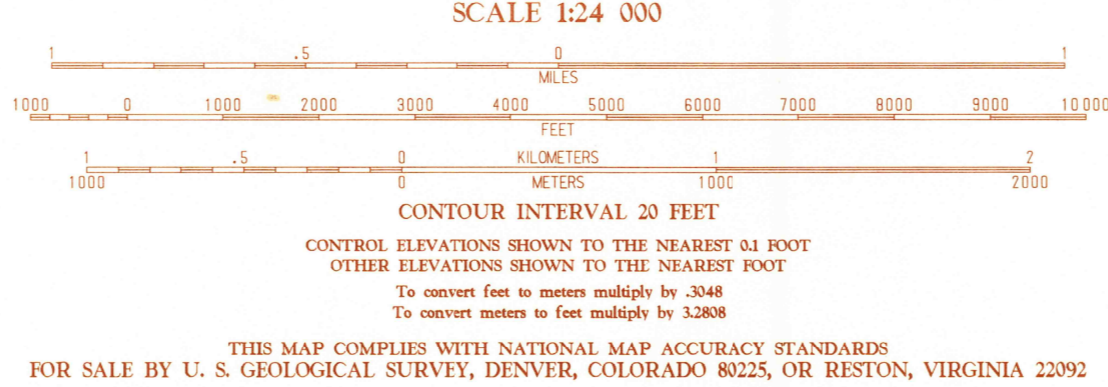 SCALE 1:24 000
1 .5 0 1
MILES
1000 0 1000 2000 3000 4000 5000 6000 7000 8000 9000 10000
FEET
1 .5 0 KILOMETERS 1 2
1000 0 METERS 1000 2000
CONTOUR INTERVAL 20 FEET
CONTROL ELEVATIONS SHOWN TO THE NEAREST 0.1 FOOT
OTHER ELEVATIONS SHOWN TO THE NEAREST FOOT
To convert feet to meters multiply by .3048
To convert meters to feet multiply by 3.2808
THIS MAP COMPLIES WITH NATIONAL MAP ACCURACY STANDARDS
FOR SALE BY U. S. GEOLOGICAL SURVEY, DENVER, COLORADO 80225, OR RESTON, VIRGINIA 22092